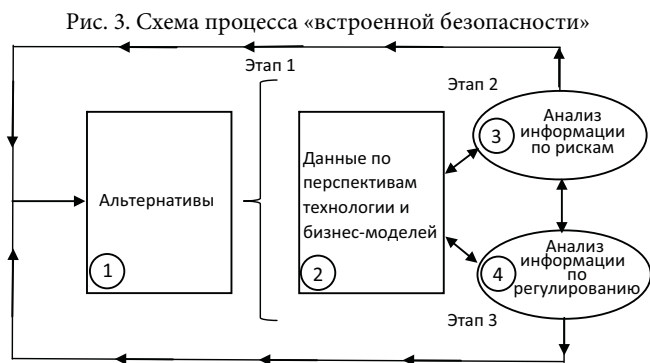 Рис. 3. Схема процесса «встроенной безопасности»
Этап 1
Этап 2
Альтернативы
1
Данные по
перспективам
технологии и
бизнес-моделей
2
Анализ
информации
по рискам
3
Анализ
информации
по
регулированию
4
Этап 3